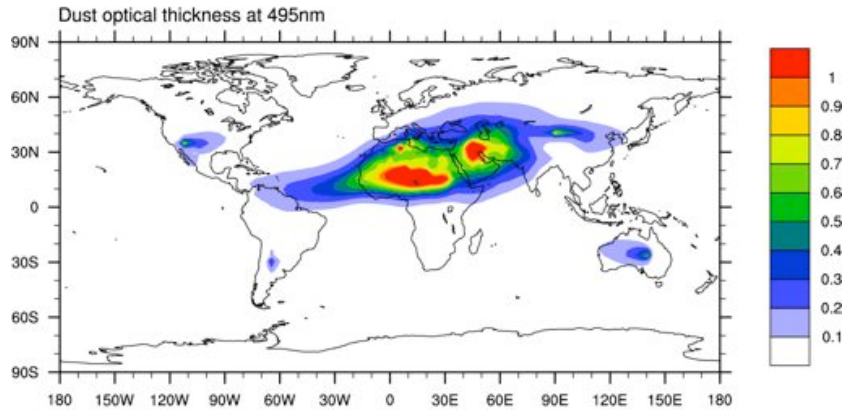 Dust optical thickness at 495nm
90N
60N
30N
0
30S
60S
90S
180 150W 120W 90W 60W 30W 0 30E 60E 90E 120E 150E 180
1
0.9
0.8
0.7
0.6
0.5
0.4
0.3
0.2
0.1